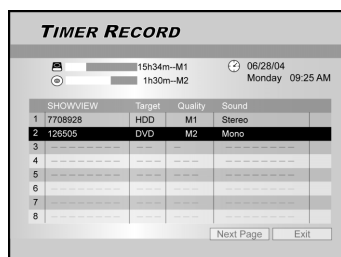 TIMER RECORD
15h34m--M1 06/28/04
1h30m--M2 Monday 09:25 AM
SHOWVIEW Target Quality Sound
1 7708928 HDD M1 Stereo
2 126505 DVD M2 Mono
3 -- -- -- -- -- -- -- -- -- -- --
4 -- -- -- -- -- -- -- -- -- -- -- -- -- -- -- -- --
5 -- -- -- -- -- -- -- -- -- -- -- -- -- -- -- -- --
6 -- -- -- -- -- -- -- -- -- -- -- -- -- -- -- -- --
7 -- -- -- -- -- -- -- -- -- -- -- -- -- -- -- -- --
8 -- -- -- -- -- -- -- -- -- -- -- -- -- -- -- -- --
Next Page Exit